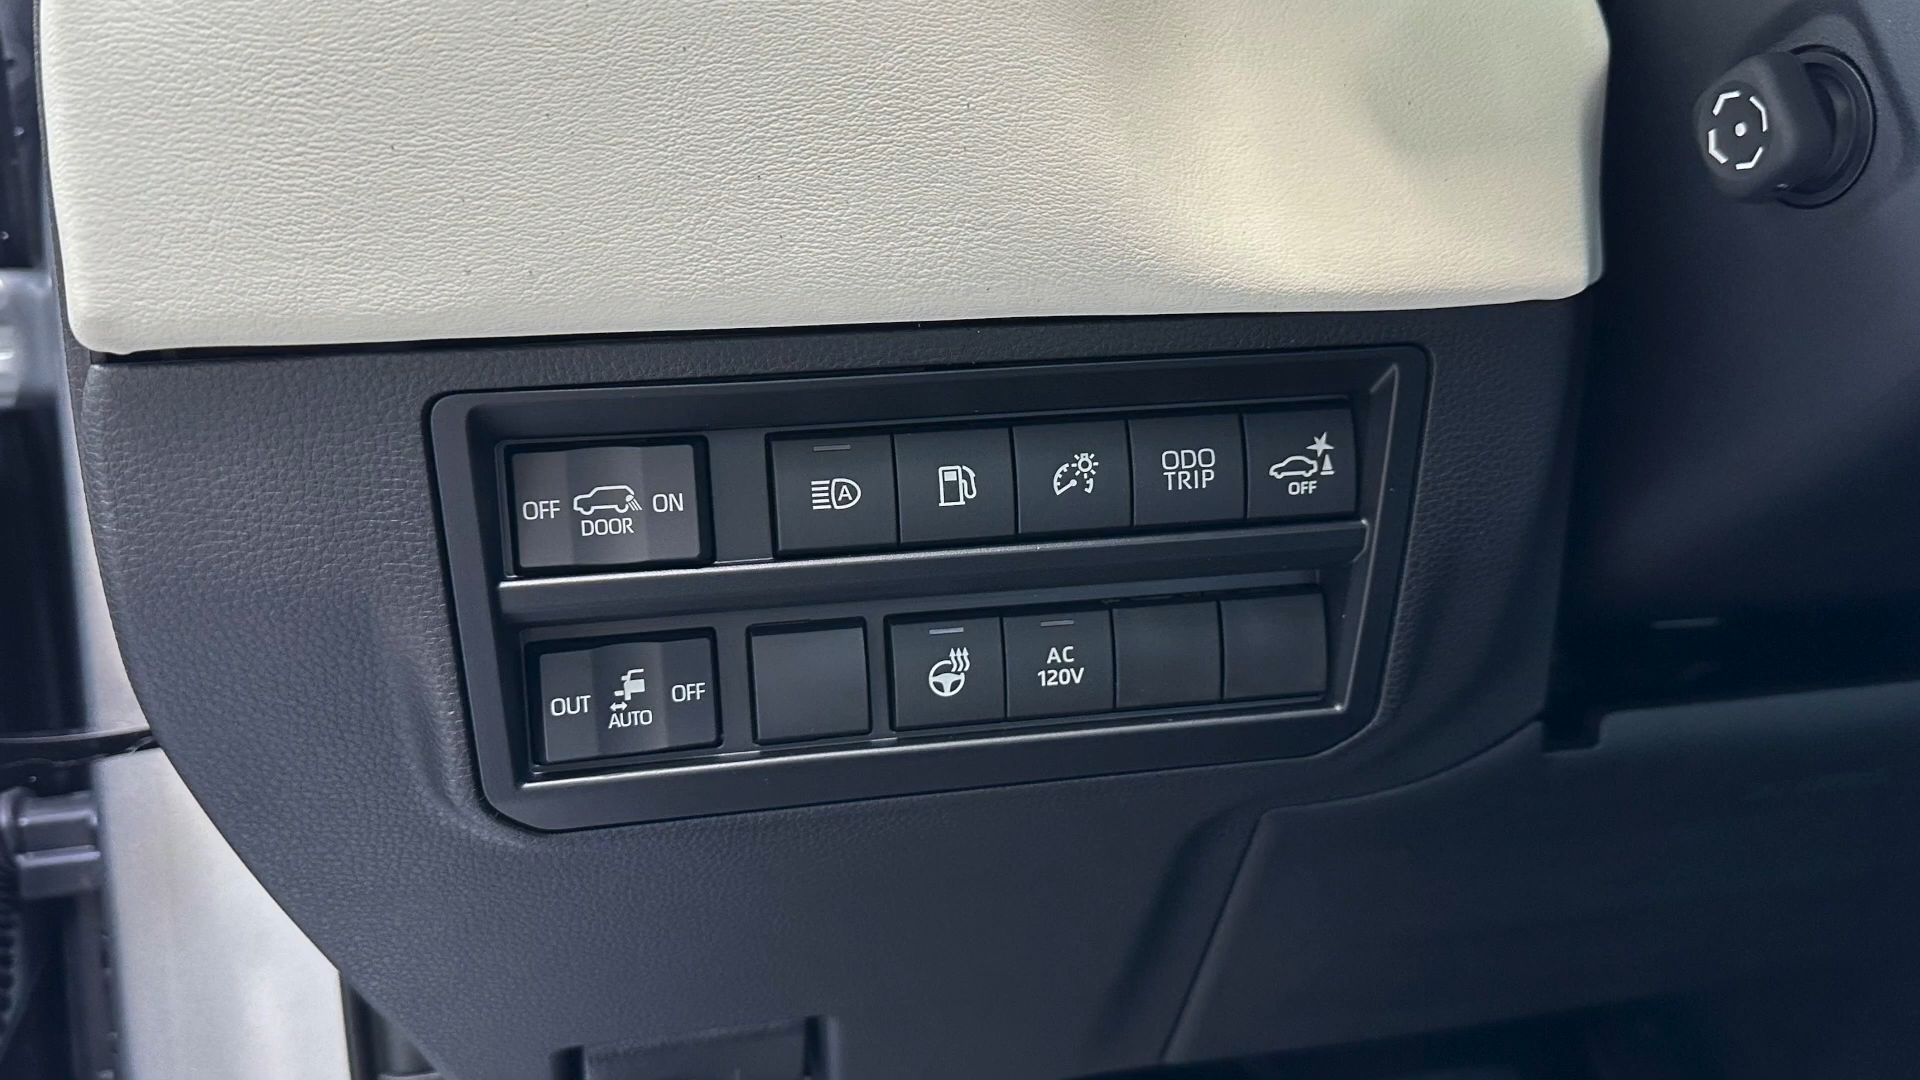 OFF DOOR ON
A
ODO
TRIP
OFF
OUT AUTO OFF
AC
120V